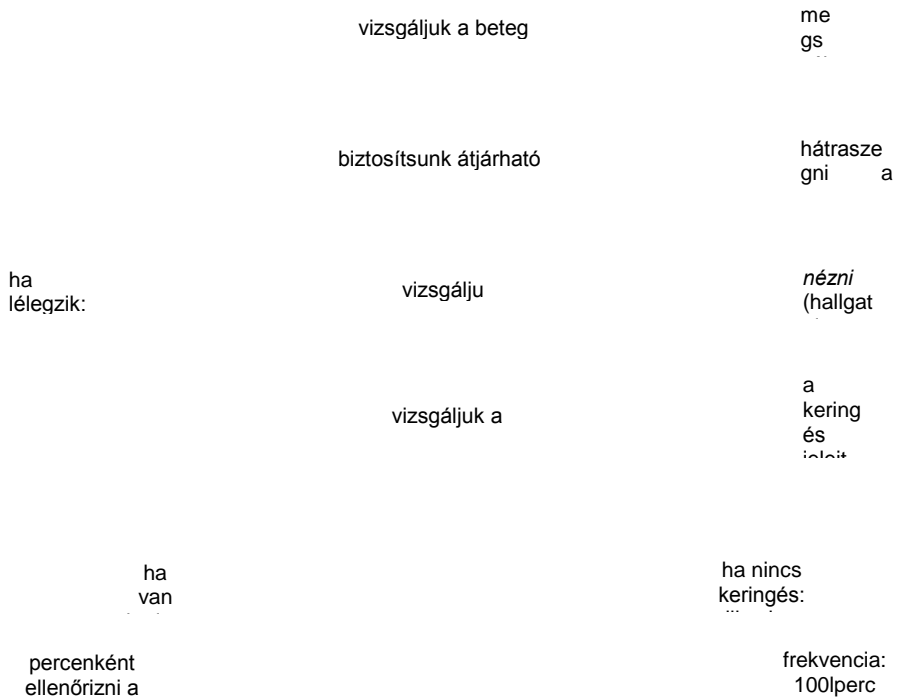 vizsgáljuk a beteg
me
gs
biztosítsunk átjárható
hátrasze
gni a
ha
lélegzik:
vizsgálju
nézni
(hallgat
vizsgáljuk a
a
kering
és
jeleit
ha
van
ha nincs
keringés:
percenként
ellenőrizni a
frekvencia:
100lperc